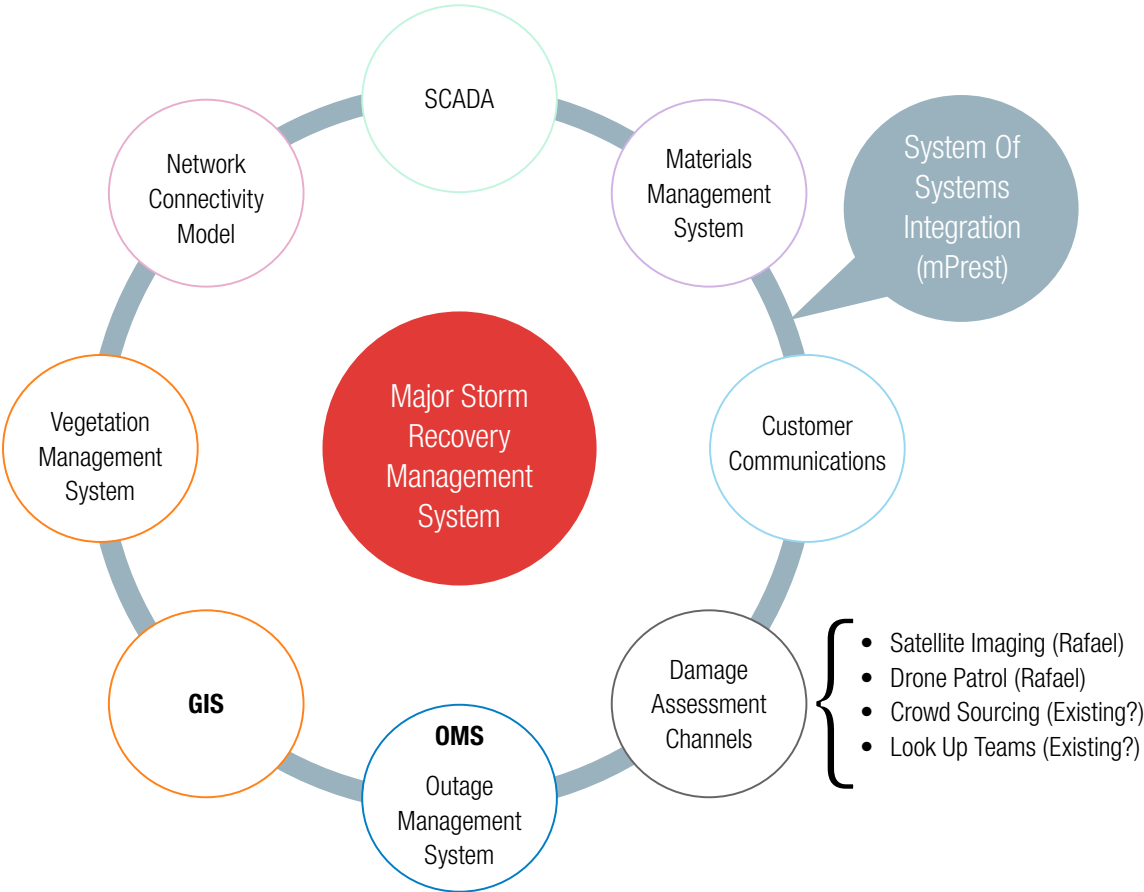 SCADA
Network
Connectivity
Model
Materials
Management
System
System Of
Systems
Integration
(mPrest)
Major Storm
Recovery
Management
System
Vegetation
Management
System
Customer
Communications
GIS
OMS
Outage
Management
System
Damage
Assessment
Channels
• Satellite Imaging (Rafael)
• Drone Patrol (Rafael)
• Crowd Sourcing (Existing?)
• Look Up Teams (Existing?)